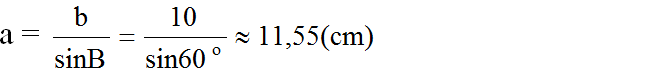 a = b/sinB = 10/sin60° ≈ 11,55(cm)